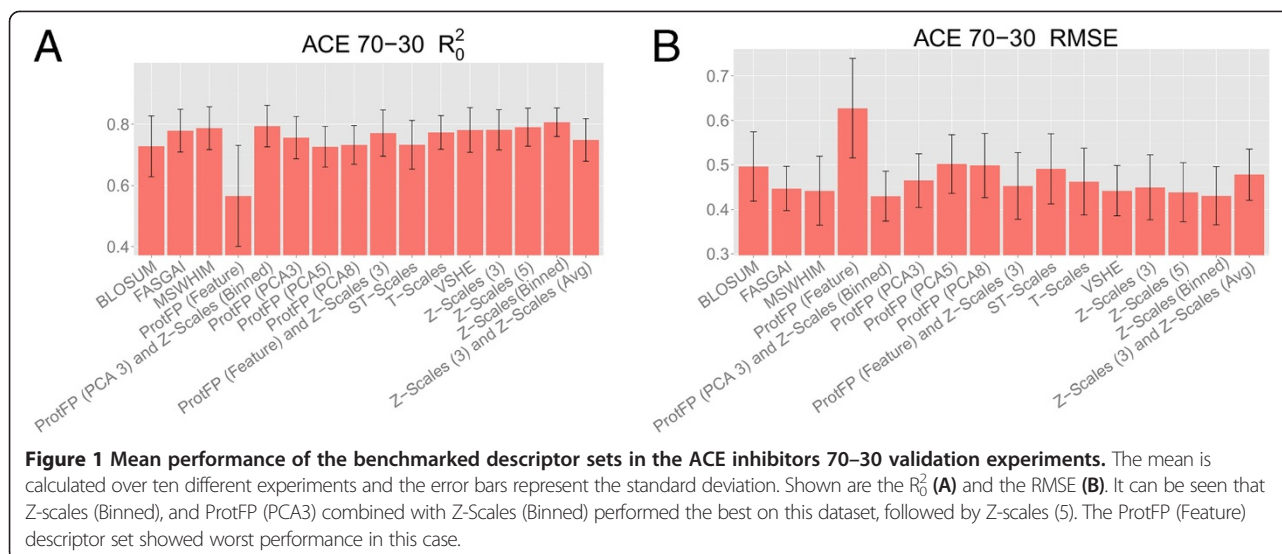 A
ACE 70−30 R₀²
0.8
0.6
0.4
BLOSUM
FASGAI
MSWHIM
ProtFP (Feature)
ProtFP (PCA 3) and Z−Scales (Binned)
ProtFP (PCA3)
ProtFP (PCA5)
ProtFP (PCA8)
ProtFP (Feature) and Z−Scales (3)
ST−Scales
T−Scales
VSHE
Z−Scales (3)
Z−Scales (5)
Z−Scales (Binned)
Z−Scales (3) and Z−Scales (Avg)
B
ACE 70−30 RMSE
0.7
0.6
0.5
0.4
0.3
BLOSUM
FASGAI
MSWHIM
ProtFP (Feature)
ProtFP (PCA 3) and Z−Scales (Binned)
ProtFP (PCA3)
ProtFP (PCA5)
ProtFP (PCA8)
ProtFP (Feature) and Z−Scales (3)
ST−Scales
T−Scales
VSHE
Z−Scales (3)
Z−Scales (5)
Z−Scales (Binned)
Z−Scales (3) and Z−Scales (Avg)
Figure 1 Mean performance of the benchmarked descriptor sets in the ACE inhibitors 70–30 validation experiments. The mean is
calculated over ten different experiments and the error bars represent the standard deviation. Shown are the R₀² (A) and the RMSE (B). It can be seen that
Z-scales (Binned), and ProtFP (PCA3) combined with Z-Scales (Binned) performed the best on this dataset, followed by Z-scales (5). The ProtFP (Feature)
descriptor set showed worst performance in this case.